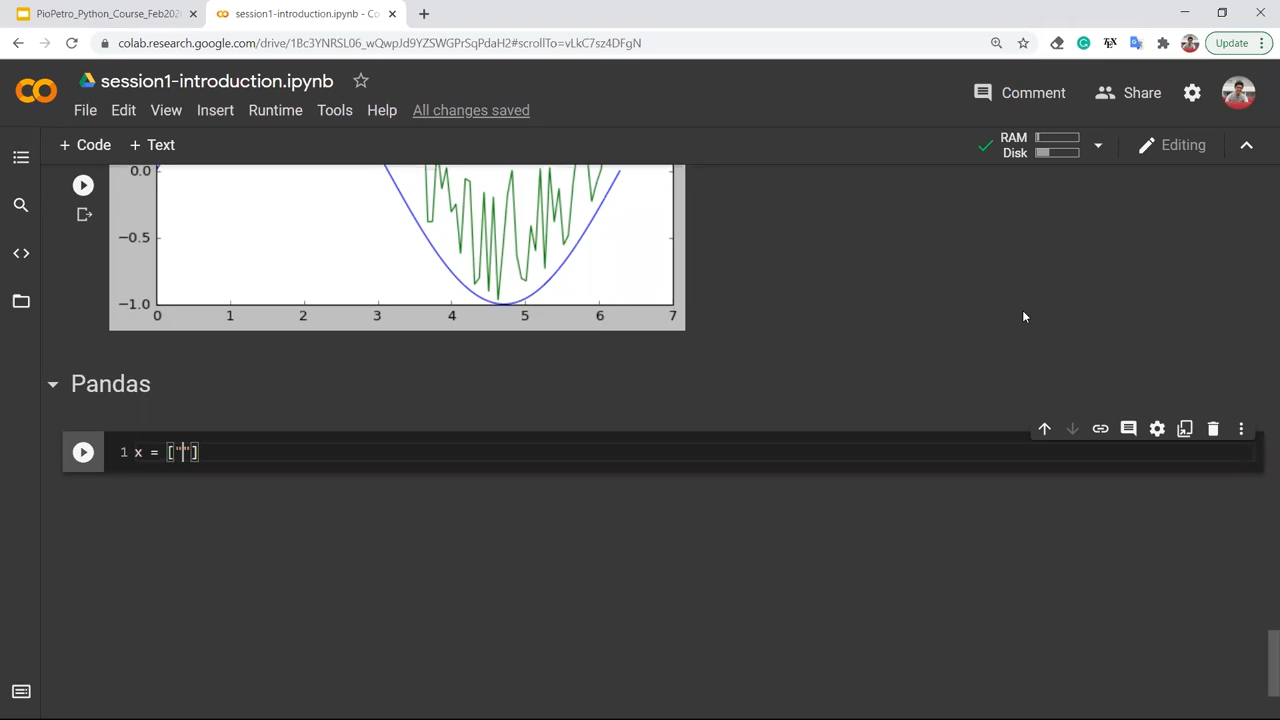 PioPetro_Python_Course_Feb202
session1-introduction.ipynb - Co
colab.research.google.com/drive/1Bc3YNRSL06_wQwpJd9YZSWGPrSqPdaH2#scrollTo=vLkC7sz4DFgN
Update
session1-introduction.ipynb
File Edit View Insert Runtime Tools Help All changes saved
Comment Share
+ Code + Text
RAM
Disk
Editing
0.0
−0.5
−1.0
0 1 2 3 4 5 6 7
Pandas
1 x = [""]